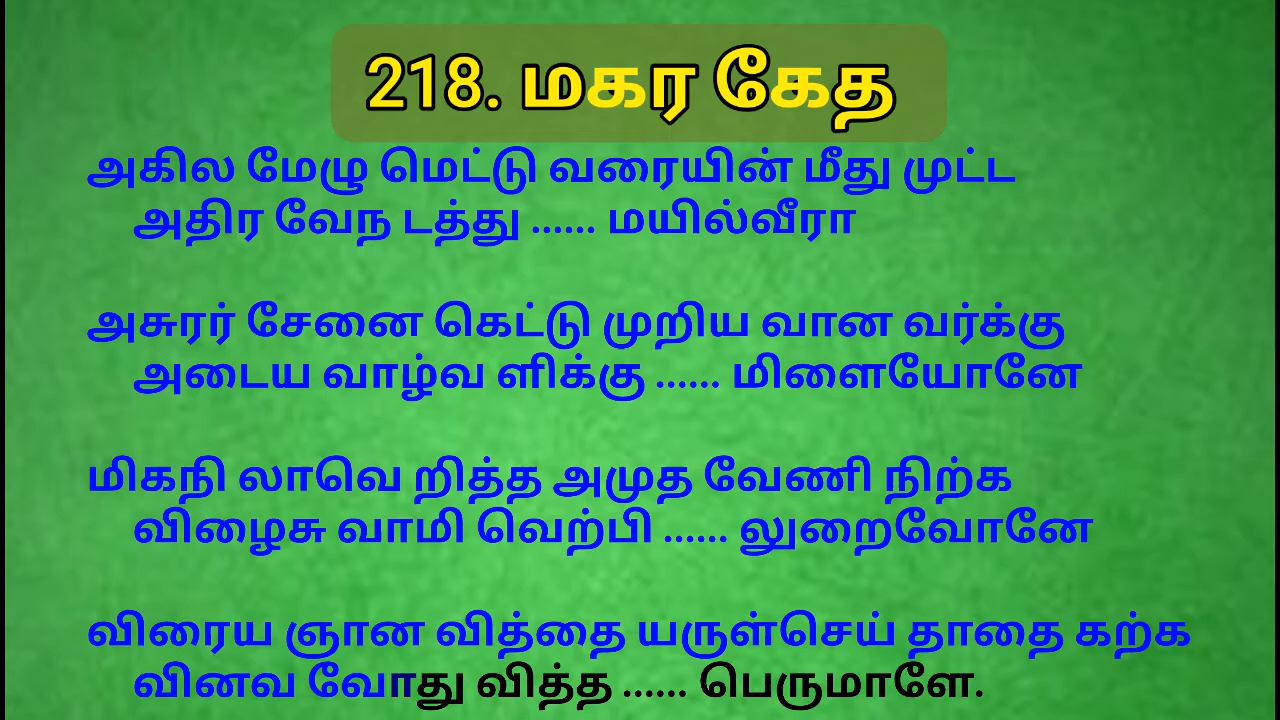 218. மகர கேத
அகில மேழு மெட்டு வரையின் மீது முட்ட
அதிர வேந டத்து ...... மயில்வீரா
அசுரர் சேனை கெட்டு முறிய வான வர்க்கு
அடைய வாழ்வ ளிக்கு ...... மிளையோனே
மிகநி லாவெ றித்த அமுத வேணி நிற்க
விழைசு வாமி வெற்பி ...... லுறைவோனே
விரைய ஞான வித்தை யருள்செய் தாதை கற்க
வினவ வோது வித்த ...... பெருமாளே.